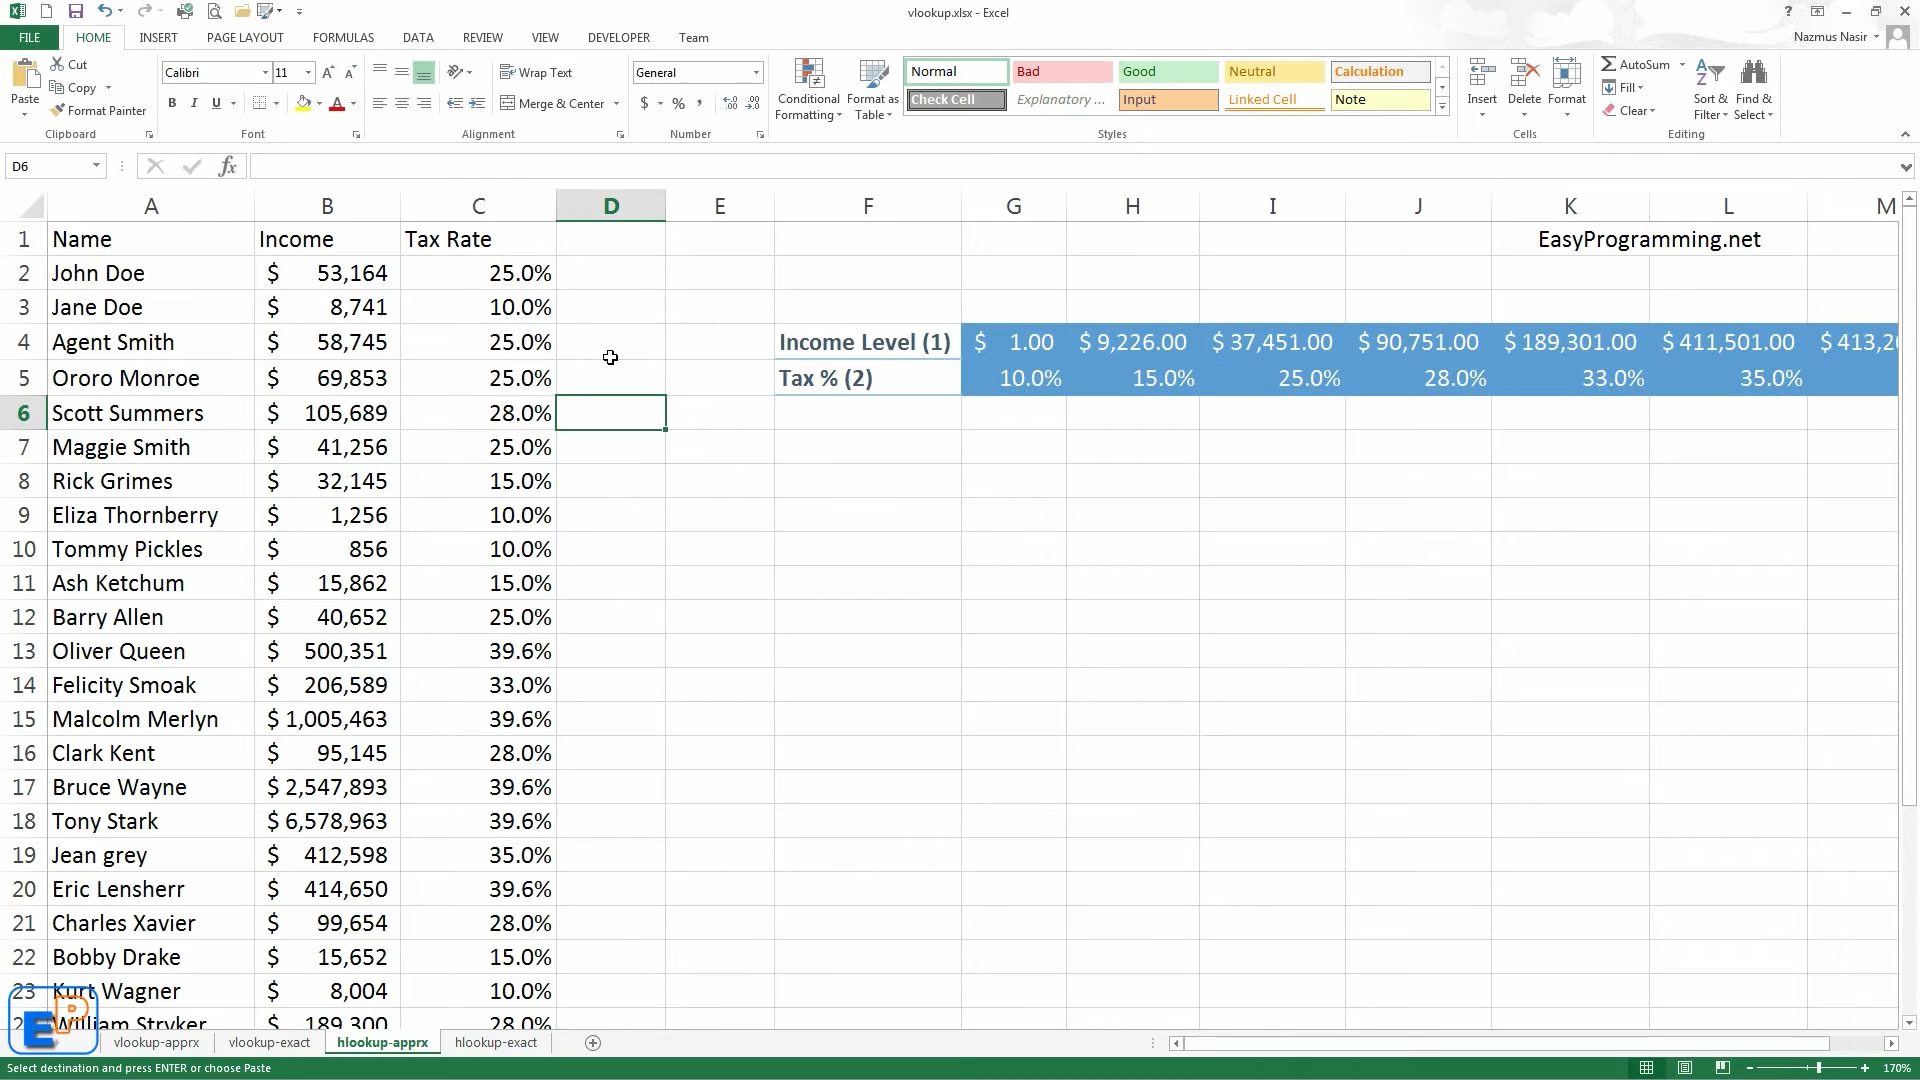 vlookup.xlsx - Excel
?
FILE HOME INSERT PAGE LAYOUT FORMULAS DATA REVIEW VIEW DEVELOPER Team Nazmus Nasir
Paste Cut Copy Format Painter Clipboard
Calibri 11 B I U A Font
Wrap Text Merge & Center Alignment
General $ % , Number
Conditional Formatting Format as Table
Normal Bad Good Neutral Calculation
Check Cell Explanatory ... Input Linked Cell Note
Styles
Insert Delete Format Cells
AutoSum Fill Clear Sort & Filter Find & Select Editing
D6 fx
A B C D E F G H I J K L M
1 Name Income Tax Rate EasyProgramming.net
2 John Doe $ 53,164 25.0%
3 Jane Doe $ 8,741 10.0%
4 Agent Smith $ 58,745 25.0% Income Level (1) $ 1.00 $ 9,226.00 $ 37,451.00 $ 90,751.00 $ 189,301.00 $ 411,501.00 $ 413,20
5 Ororo Monroe $ 69,853 25.0% Tax % (2) 10.0% 15.0% 25.0% 28.0% 33.0% 35.0%
6 Scott Summers $ 105,689 28.0%
7 Maggie Smith $ 41,256 25.0%
8 Rick Grimes $ 32,145 15.0%
9 Eliza Thornberry $ 1,256 10.0%
10 Tommy Pickles $ 856 10.0%
11 Ash Ketchum $ 15,862 15.0%
12 Barry Allen $ 40,652 25.0%
13 Oliver Queen $ 500,351 39.6%
14 Felicity Smoak $ 206,589 33.0%
15 Malcolm Merlyn $ 1,005,463 39.6%
16 Clark Kent $ 95,145 28.0%
17 Bruce Wayne $ 2,547,893 39.6%
18 Tony Stark $ 6,578,963 39.6%
19 Jean grey $ 412,598 35.0%
20 Eric Lensherr $ 414,650 39.6%
21 Charles Xavier $ 99,654 28.0%
22 Bobby Drake $ 15,652 15.0%
23 Kurt Wagner $ 8,004 10.0%
William Stryker $ 189,300 28.0%
EP
vlookup-apprx vlookup-exact hlookup-apprx hlookup-exact
Select destination and press ENTER or choose Paste 170%